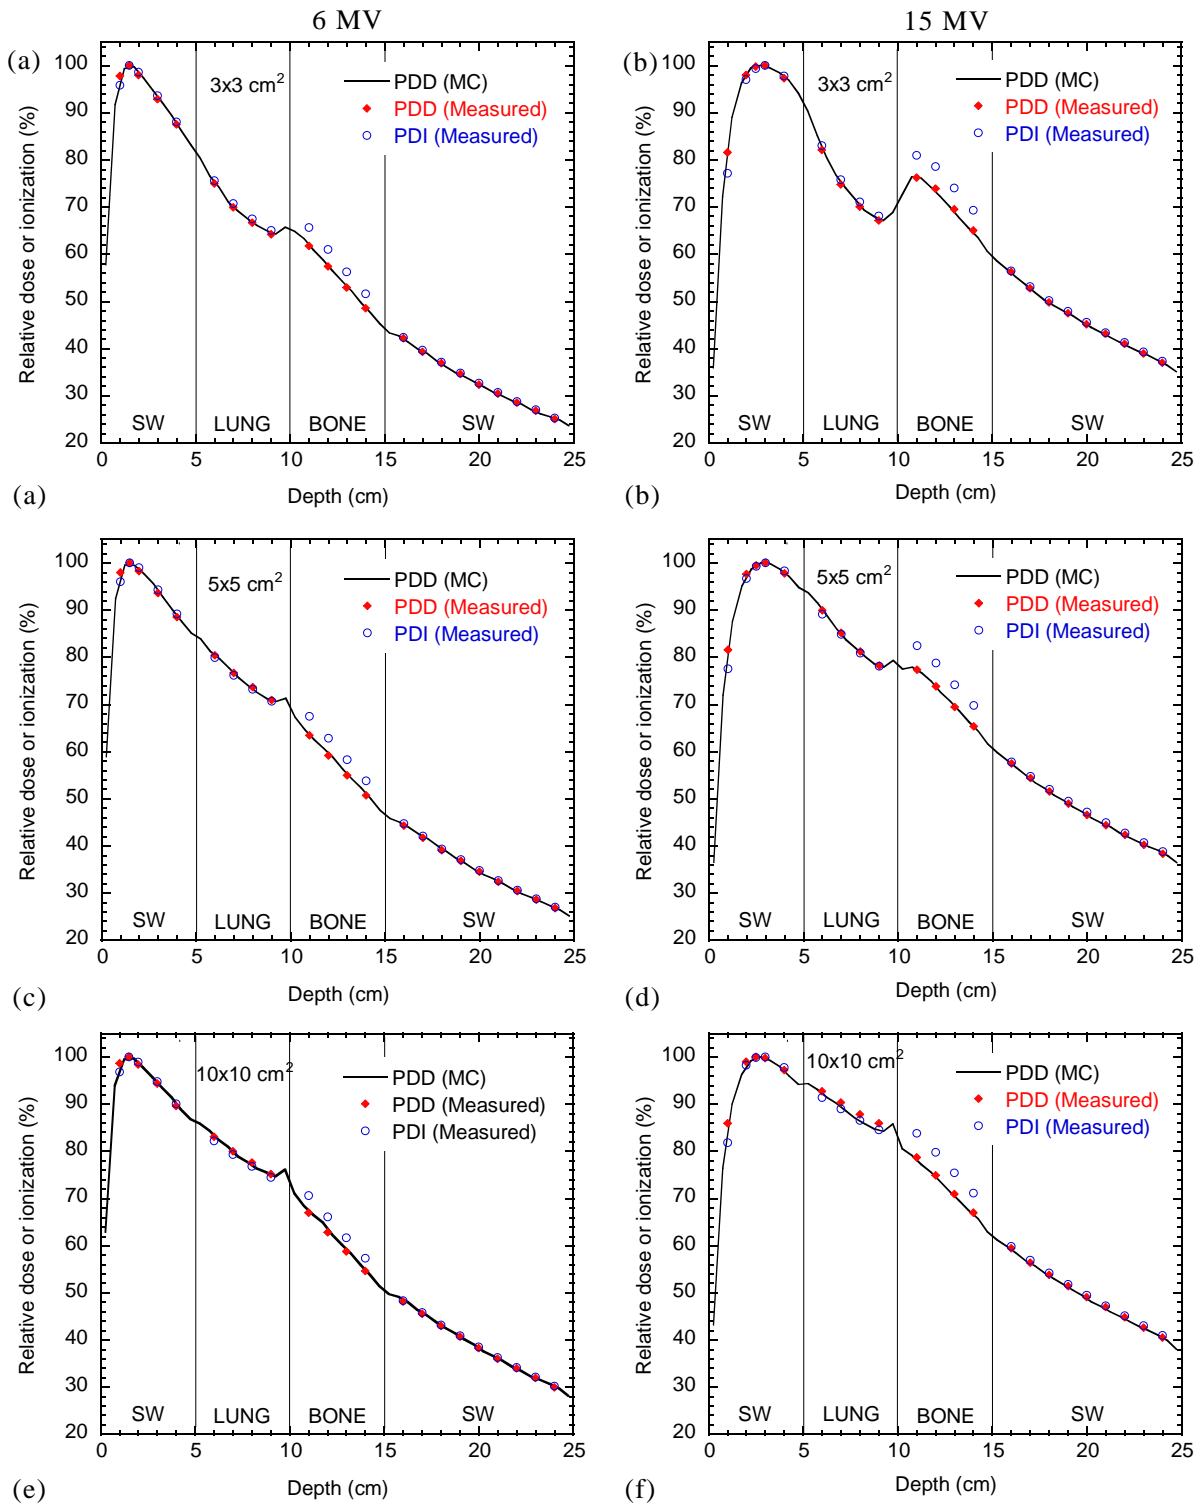 6 MV
15 MV
(a)
3x3 cm²
PDD (MC)
PDD (Measured)
PDI (Measured)
Relative dose or ionization (%)
100
90
80
70
60
50
40
30
20
SW LUNG BONE SW
0 5 10 15 20 25
Depth (cm)
(a)
(b)
3x3 cm²
PDD (MC)
PDD (Measured)
PDI (Measured)
Relative dose or ionization (%)
100
90
80
70
60
50
40
30
20
SW LUNG BONE SW
0 5 10 15 20 25
Depth (cm)
(b)
5x5 cm²
PDD (MC)
PDD (Measured)
PDI (Measured)
Relative dose or ionization (%)
100
90
80
70
60
50
40
30
20
SW LUNG BONE SW
0 5 10 15 20 25
Depth (cm)
(c)
5x5 cm²
PDD (MC)
PDD (Measured)
PDI (Measured)
Relative dose or ionization (%)
100
90
80
70
60
50
40
30
20
SW LUNG BONE SW
0 5 10 15 20 25
Depth (cm)
(d)
10x10 cm²
PDD (MC)
PDD (Measured)
PDI (Measured)
Relative dose or ionization (%)
100
90
80
70
60
50
40
30
20
SW LUNG BONE SW
0 5 10 15 20 25
Depth (cm)
(e)
10x10 cm²
PDD (MC)
PDD (Measured)
PDI (Measured)
Relative dose or ionization (%)
100
90
80
70
60
50
40
30
20
SW LUNG BONE SW
0 5 10 15 20 25
Depth (cm)
(f)